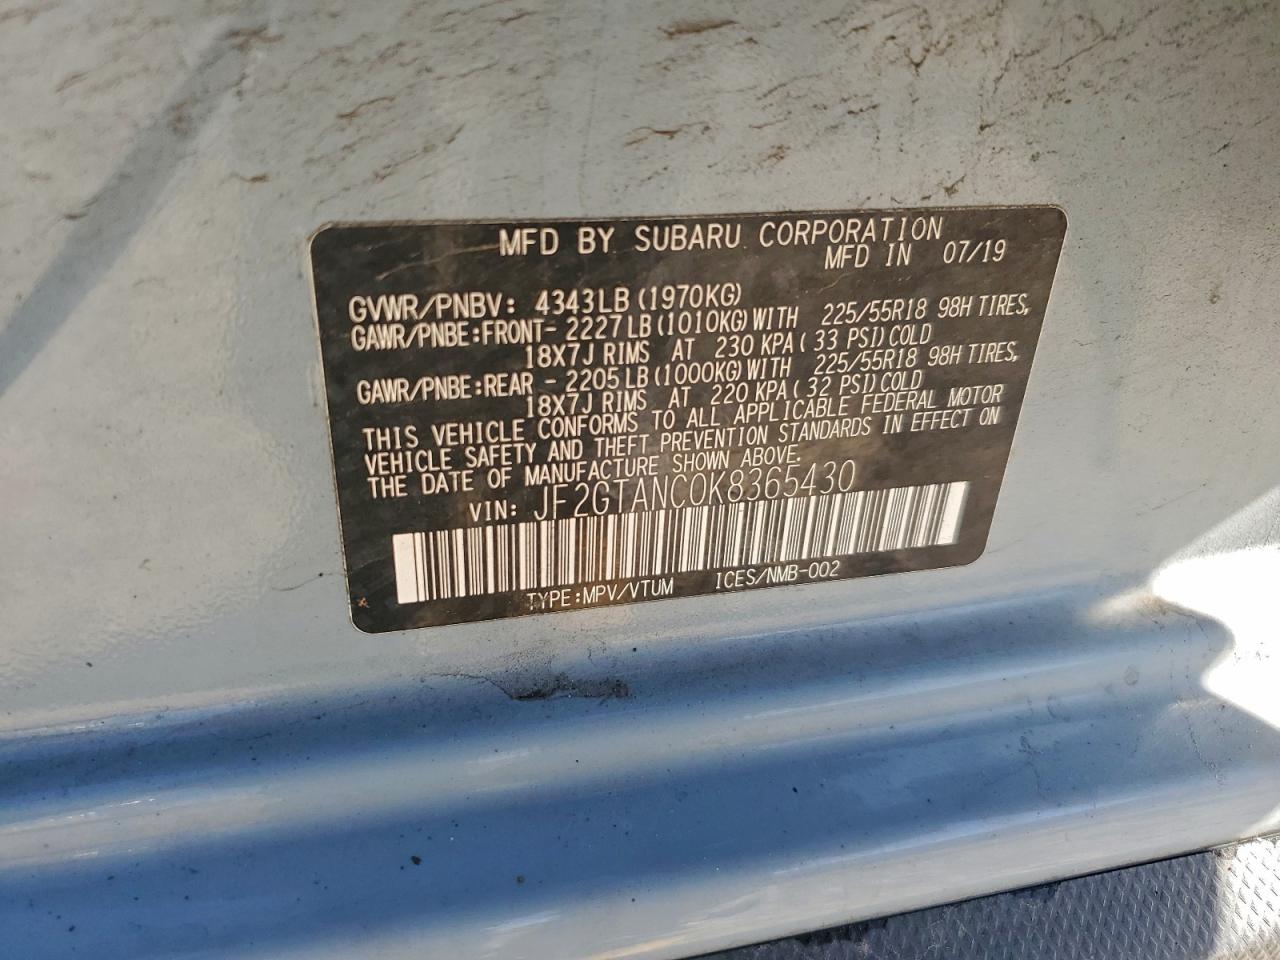 MFD BY SUBARU CORPORATION
MFD IN 07/19
GVWR/PNBV: 4343LB (1970KG)
GAWR/PNBE:FRONT- 2227LB (1010KG) WITH 225/55R18 98H TIRES,
18X7J RIMS AT 230 KPA ( 33 PSI) COLD
GAWR/PNBE:REAR - 2205LB (1000KG) WITH 225/55R18 98H TIRES,
18X7J RIMS AT 220 KPA ( 32 PSI) COLD
THIS VEHICLE CONFORMS TO ALL APPLICABLE FEDERAL MOTOR
VEHICLE SAFETY AND THEFT PREVENTION STANDARDS IN EFFECT ON
THE DATE OF MANUFACTURE SHOWN ABOVE.
VIN: JF2GTANC0K8365430
TYPE:MPV/VTUM ICES/NMB-002